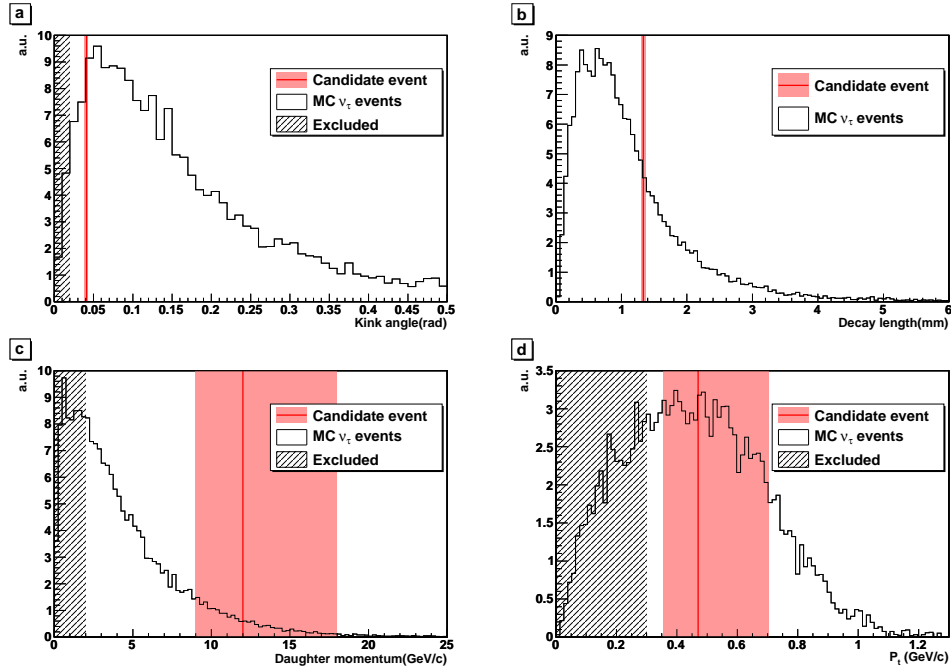 a
a.u.
10
9
8
7
6
5
4
3
2
1
0
0 0.05 0.1 0.15 0.2 0.25 0.3 0.35 0.4 0.45 0.5
Kink angle(rad)
Candidate event
MC ντ events
Excluded
b
a.u.
9
8
7
6
5
4
3
2
1
0
0 1 2 3 4 5 6
Decay length(mm)
Candidate event
MC ντ events
c
a.u.
10
9
8
7
6
5
4
3
2
1
0
0 5 10 15 20 25
Daughter momentum(GeV/c)
Candidate event
MC ντ events
Excluded
d
a.u.
3.5
3
2.5
2
1.5
1
0.5
0
0 0.2 0.4 0.6 0.8 1 1.2
Pt (GeV/c)
Candidate event
MC ντ events
Excluded